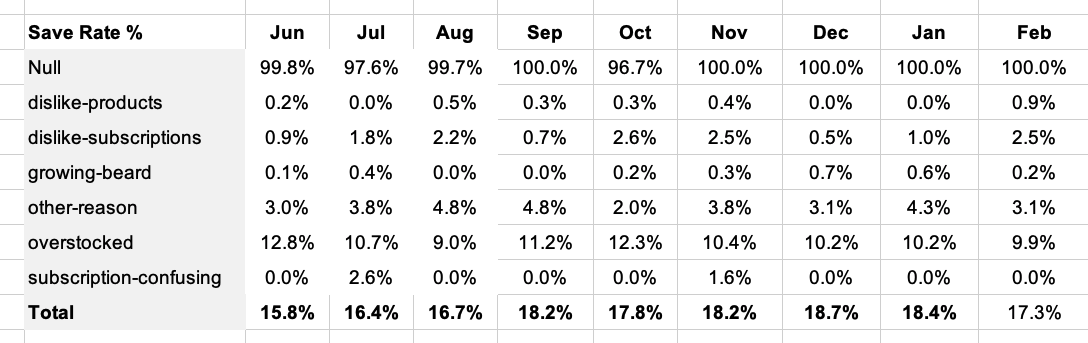 Save Rate % Jun Jul Aug Sep Oct Nov Dec Jan Feb
Null 99.8% 97.6% 99.7% 100.0% 96.7% 100.0% 100.0% 100.0% 100.0%
dislike-products 0.2% 0.0% 0.5% 0.3% 0.3% 0.4% 0.0% 0.0% 0.9%
dislike-subscriptions 0.9% 1.8% 2.2% 0.7% 2.6% 2.5% 0.5% 1.0% 2.5%
growing-beard 0.1% 0.4% 0.0% 0.0% 0.2% 0.3% 0.7% 0.6% 0.2%
other-reason 3.0% 3.8% 4.8% 4.8% 2.0% 3.8% 3.1% 4.3% 3.1%
overstocked 12.8% 10.7% 9.0% 11.2% 12.3% 10.4% 10.2% 10.2% 9.9%
subscription-confusing 0.0% 2.6% 0.0% 0.0% 0.0% 1.6% 0.0% 0.0% 0.0%
Total 15.8% 16.4% 16.7% 18.2% 17.8% 18.2% 18.7% 18.4% 17.3%